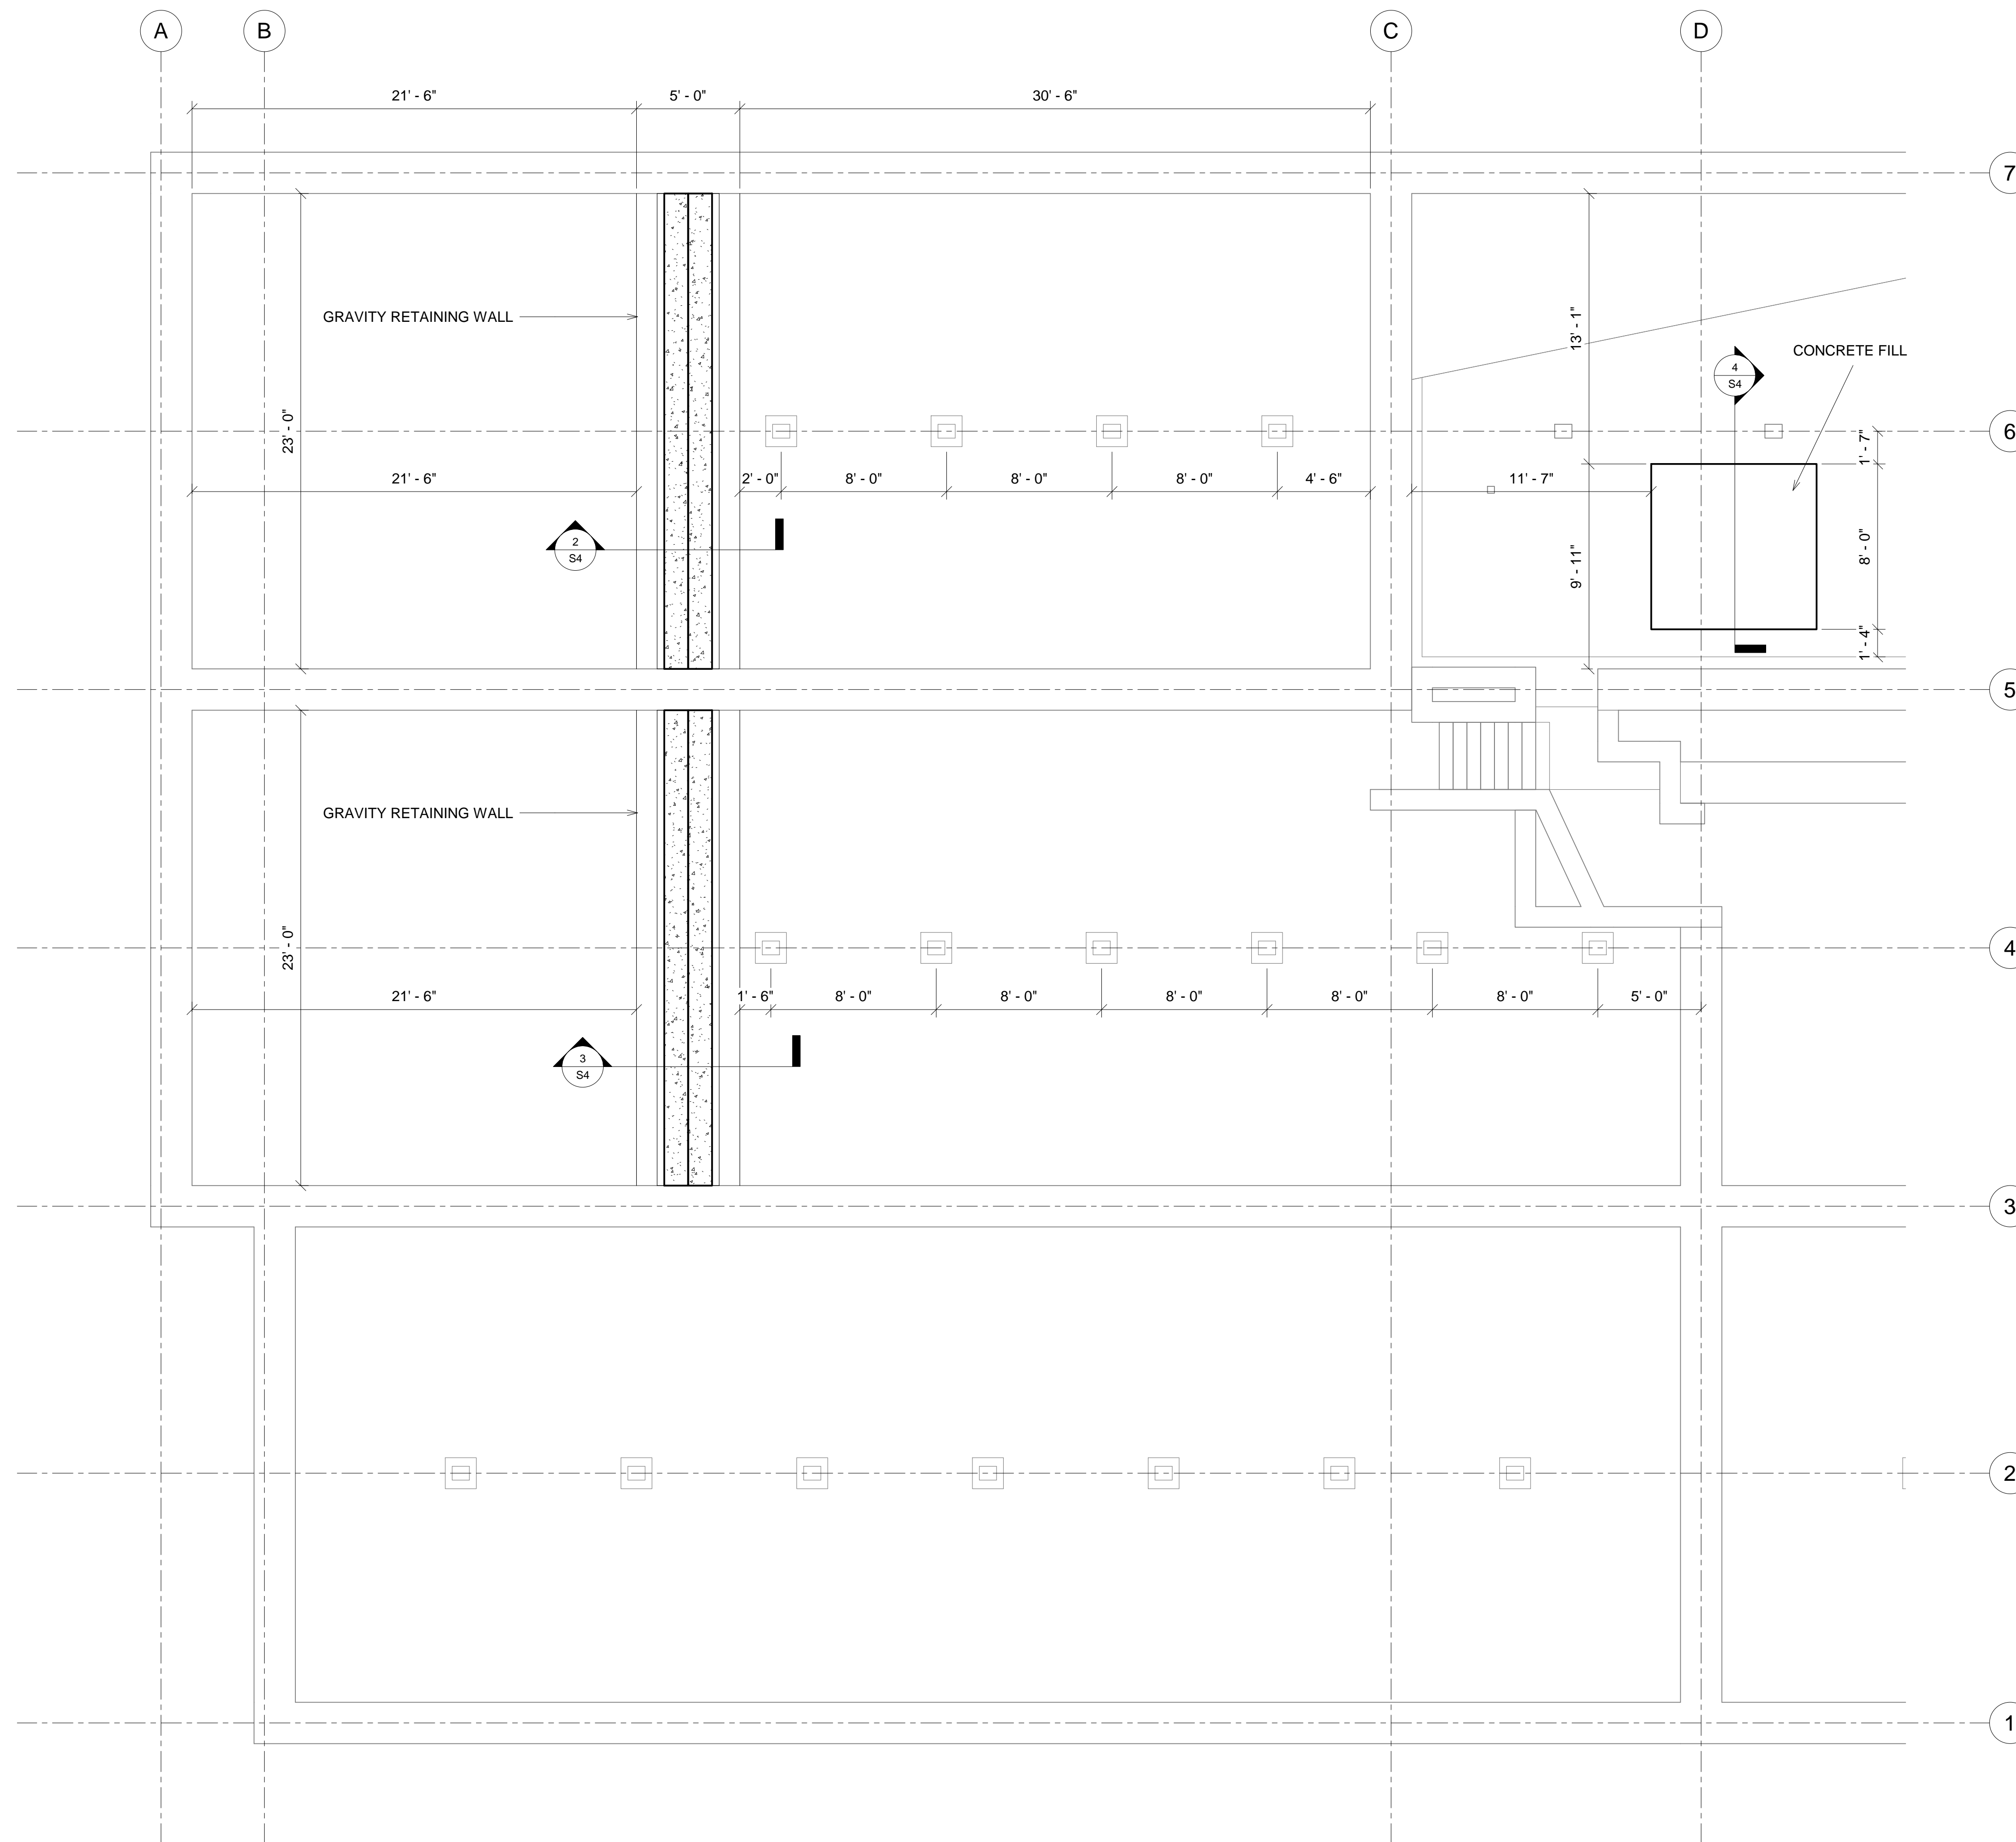 A
B
C
D
21' - 6"
5' - 0"
30' - 6"
7
GRAVITY RETAINING WALL
13' - 1"
CONCRETE FILL
4
S4
23' - 0"
6
1' - 7"
21' - 6"
2' - 0"
8' - 0"
8' - 0"
8' - 0"
4' - 6"
11' - 7"
2
S4
9' - 11"
8' - 0"
1' - 4"
5
GRAVITY RETAINING WALL
23' - 0"
4
21' - 6"
1' - 6"
8' - 0"
8' - 0"
8' - 0"
8' - 0"
8' - 0"
5' - 0"
3
S4
3
2
1